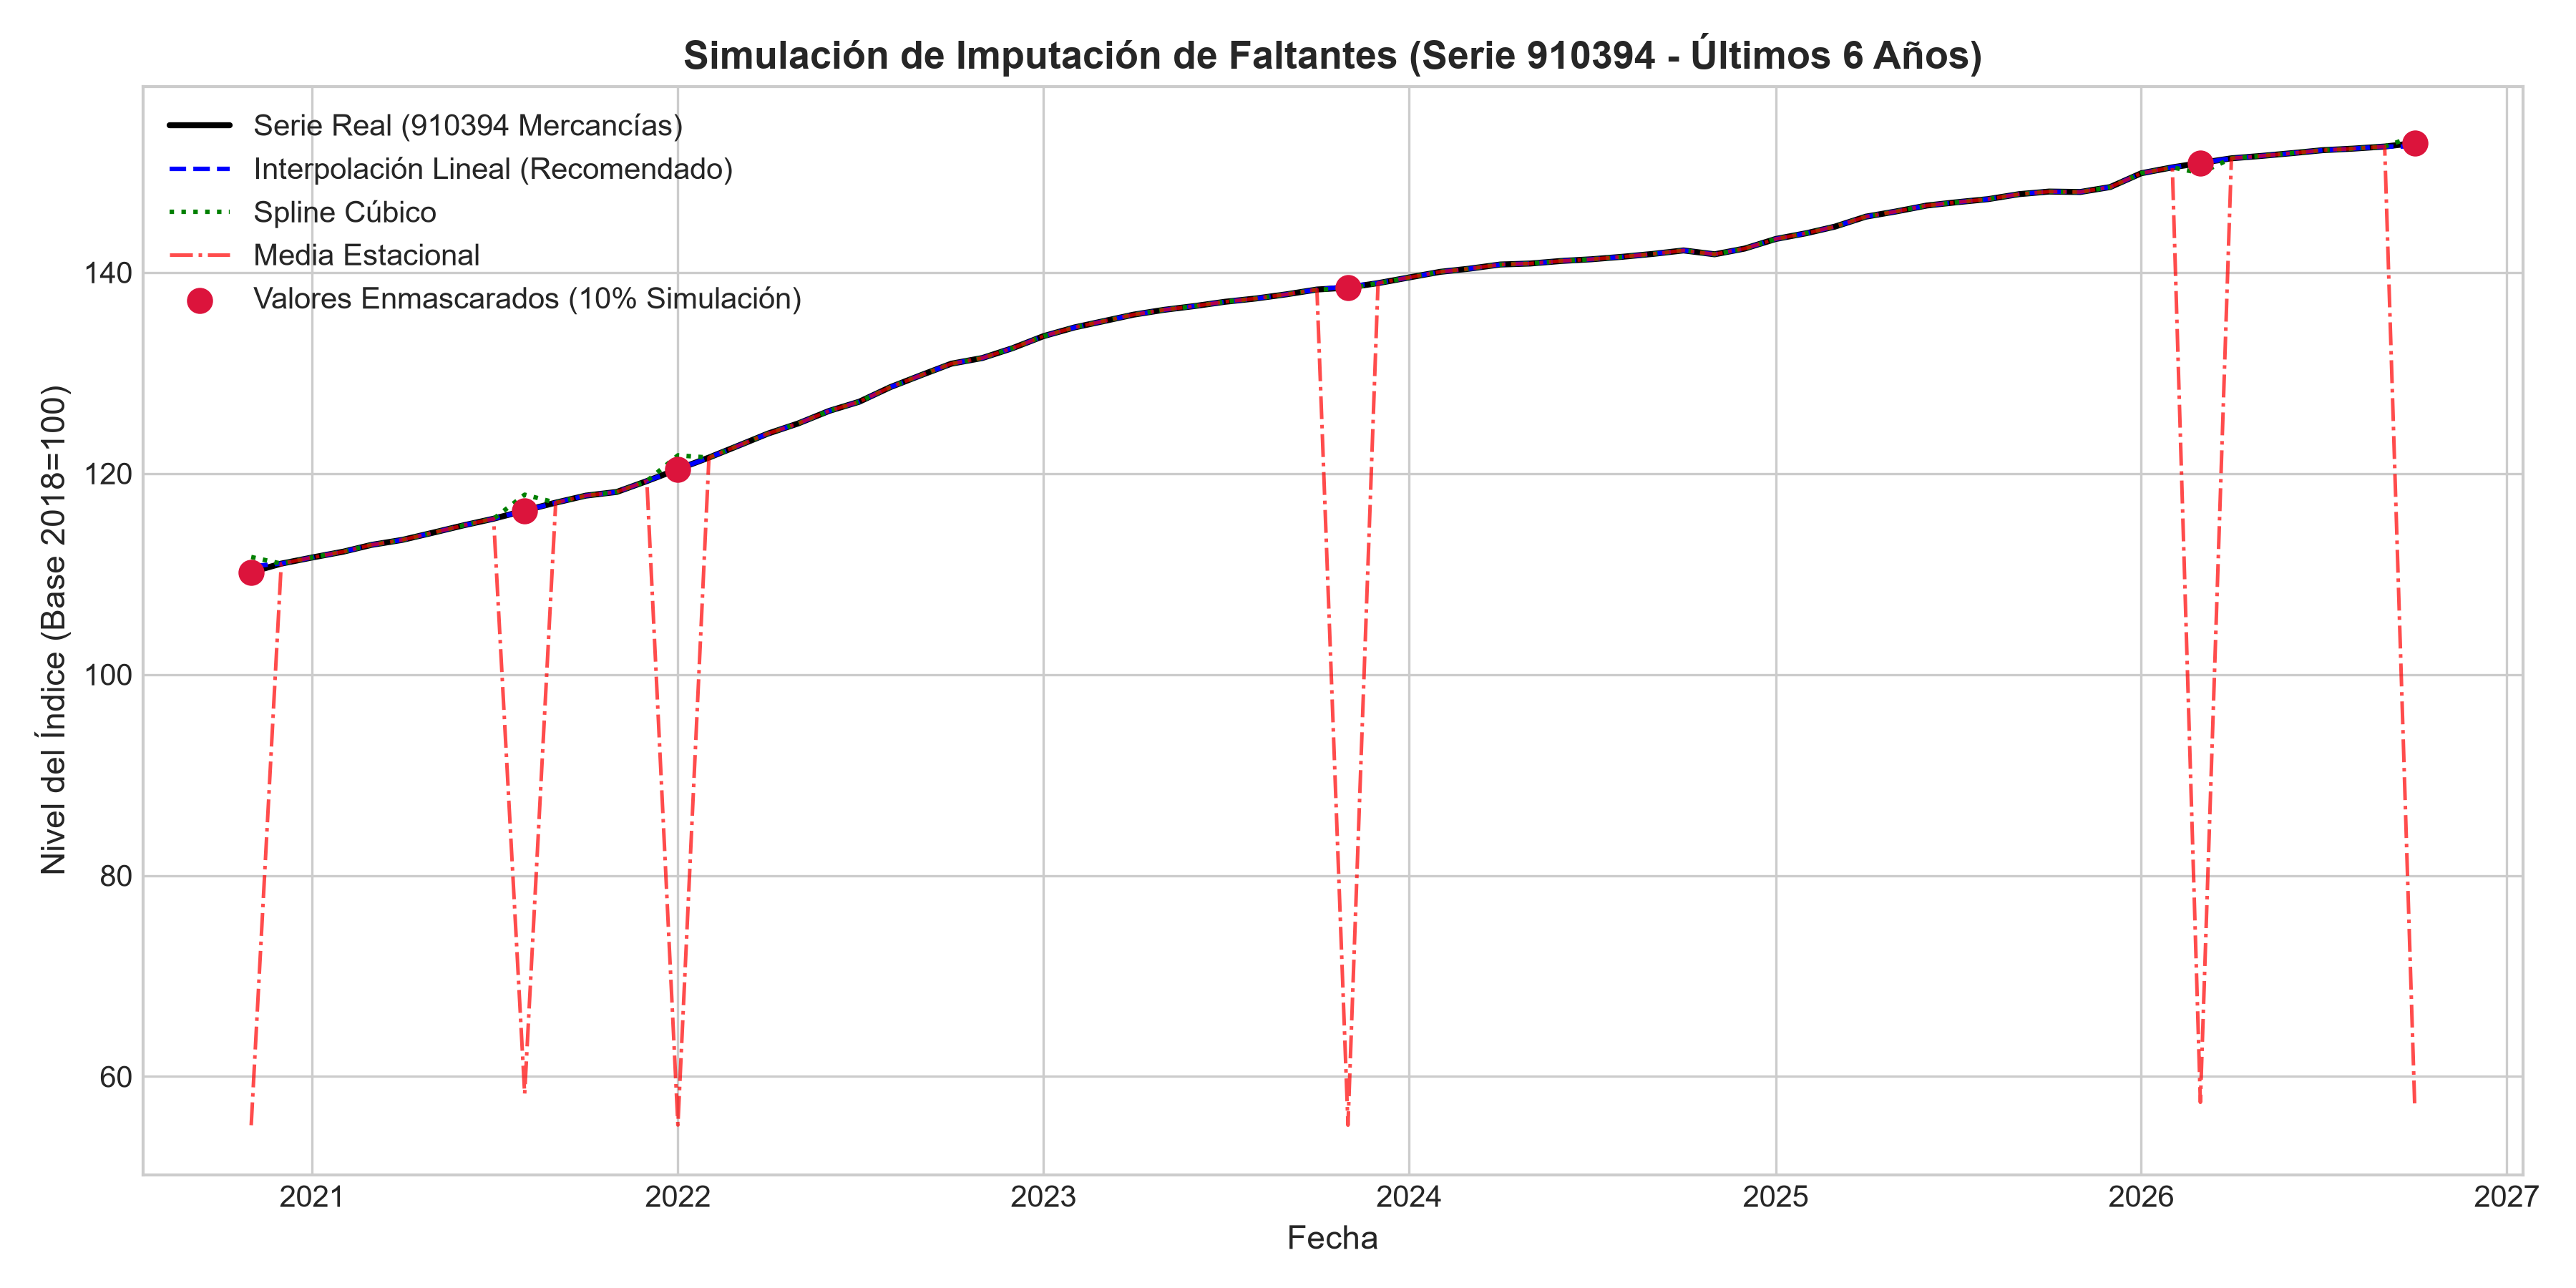 Simulación de Imputación de Faltantes (Serie 910394 - Últimos 6 Años)
Serie Real (910394 Mercancías)
Interpolación Lineal (Recomendado)
Spline Cúbico
Media Estacional
Valores Enmascarados (10% Simulación)
Nivel del Índice (Base 2018=100)
140
120
100
80
60
2021
2022
2023
2024
2025
2026
2027
Fecha